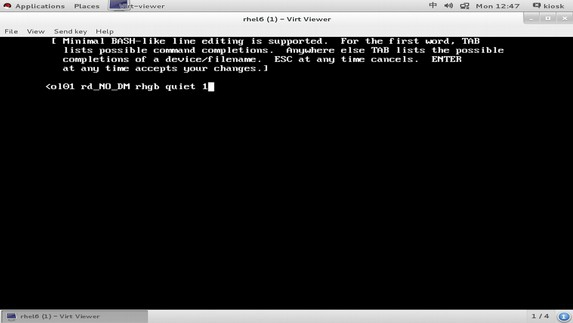 Applications Places virt-viewer 中 Mon 12:47 kiosk
rhel6 (1) - Virt Viewer
File View Send key Help
[ Minimal BASH-like line editing is supported. For the first word, TAB
lists possible command completions. Anywhere else TAB lists the possible
completions of a device/filename. ESC at any time cancels. ENTER
at any time accepts your changes.]
<ol01 rd_NO_DM rhgb quiet 1
rhel6 (1) - Virt Viewer 1 / 4